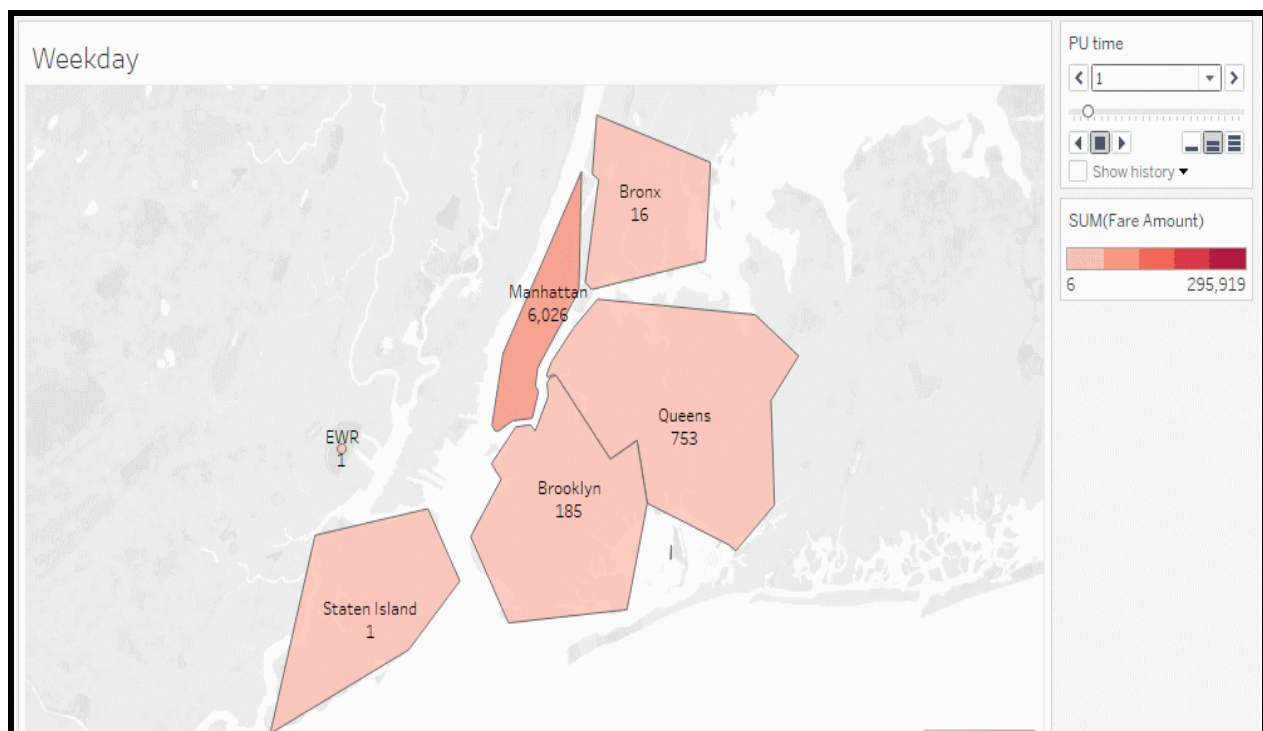 Weekday
Bronx
16
Manhattan
6,026
Queens
753
EWR
1
Brooklyn
185
Staten Island
1
PU time
1
Show history
SUM(Fare Amount)
6 295,919